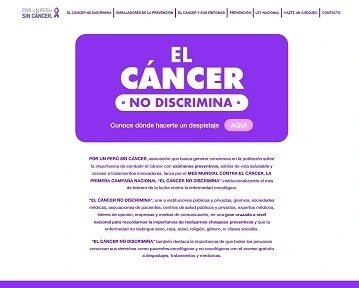 POR UN PERÚ
SIN CÁNCER.
EL CÁNCER NO DISCRIMINA | EMBAJADORES DE LA PREVENCIÓN | EL CÁNCER Y SUS SÍNTOMAS | PREVENCIÓN | LEY NACIONAL | HAZTE UN CHEQUEO | CONTACTO
EL
CÁNCER
NO DISCRIMINA
Conoce dónde hacerte un despistaje AQUÍ
POR UN PERÚ SIN CÁNCER, asociación que busca generar conciencia en la población sobre
la importancia de combatir el cáncer con exámenes preventivos, estilos de vida saludable y
acceso a tratamientos innovadores, lanza por el MES MUNDIAL CONTRA EL CÁNCER, LA
PRIMERA CAMPAÑA NACIONAL "EL CÁNCER NO DISCRIMINA" institucionalizando el mes
de febrero de la lucha contra la enfermedad oncológica.
"EL CÁNCER NO DISCRIMINA", une a instituciones públicas y privadas, gremios, sociedades
médicas, asociaciones de pacientes, centros de salud públicos y privados, expertos médicos,
líderes de opinión, empresas y medios de comunicación, en una gran cruzada a nivel
nacional para recordarnos la importancia de realizarnos chequeos preventivos y que la
enfermedad no distingue sexo, raza, edad, religión, género, ni clases sociales.
"EL CÁNCER NO DISCRIMINA" también destaca la importancia de que todos los peruanos
conozcan sus derechos como pacientes oncológicos y no oncológicos con el acceso gratuito
a despistajes, tratamientos y medicinas.